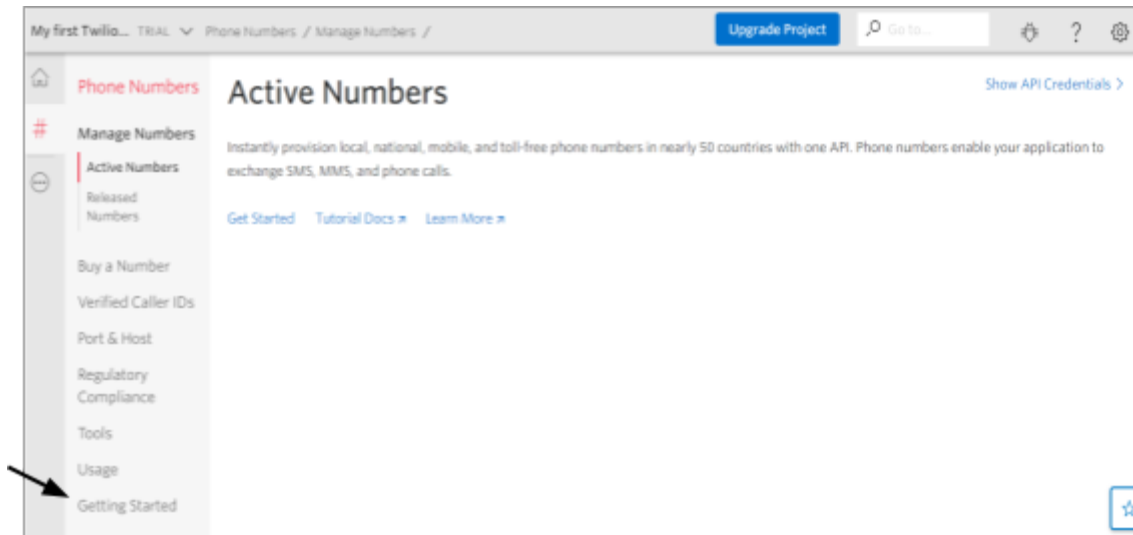 My first Twilio... TRIAL Phone Numbers / Manage Numbers / Upgrade Project Go to...
Phone Numbers
Manage Numbers
Active Numbers
Released
Numbers
Buy a Number
Verified Caller IDs
Port & Host
Regulatory
Compliance
Tools
Usage
Getting Started
Active Numbers
Show API Credentials >
Instantly provision local, national, mobile, and toll-free phone numbers in nearly 50 countries with one API. Phone numbers enable your application to
exchange SMS, MMS, and phone calls.
Get Started Tutorial Docs Learn More